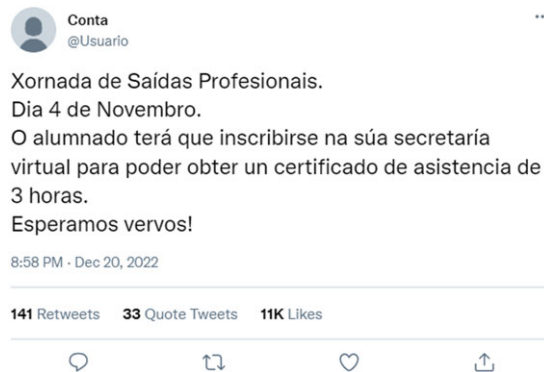 Conta
@Usuario
Xornada de Saídas Profesionais.
Dia 4 de Novembro.
O alumnado terá que inscribirse na súa secretaría
virtual para poder obter un certificado de asistencia de
3 horas.
Esperamos vervos!
8:58 PM · Dec 20, 2022
141 Retweets 33 Quote Tweets 11K Likes